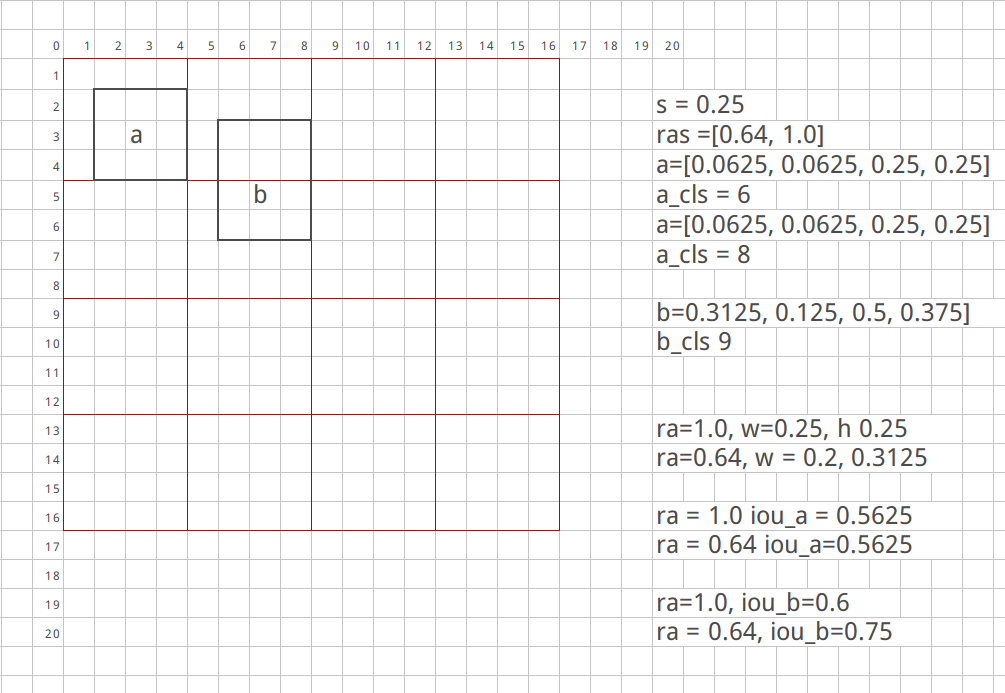 0 1 2 3 4 5 6 7 8 9 10 11 12 13 14 15 16 17 18 19 20
1
2
s = 0.25
3
a
ras =[0.64, 1.0]
4
a=[0.0625, 0.0625, 0.25, 0.25]
5
b
a_cls = 6
6
a=[0.0625, 0.0625, 0.25, 0.25]
7
a_cls = 8
8
9
b=0.3125, 0.125, 0.5, 0.375]
10
b_cls 9
11
12
13
ra=1.0, w=0.25, h 0.25
14
ra=0.64, w = 0.2, 0.3125
15
16
ra = 1.0 iou_a = 0.5625
17
ra = 0.64 iou_a=0.5625
18
19
ra=1.0, iou_b=0.6
20
ra = 0.64, iou_b=0.75